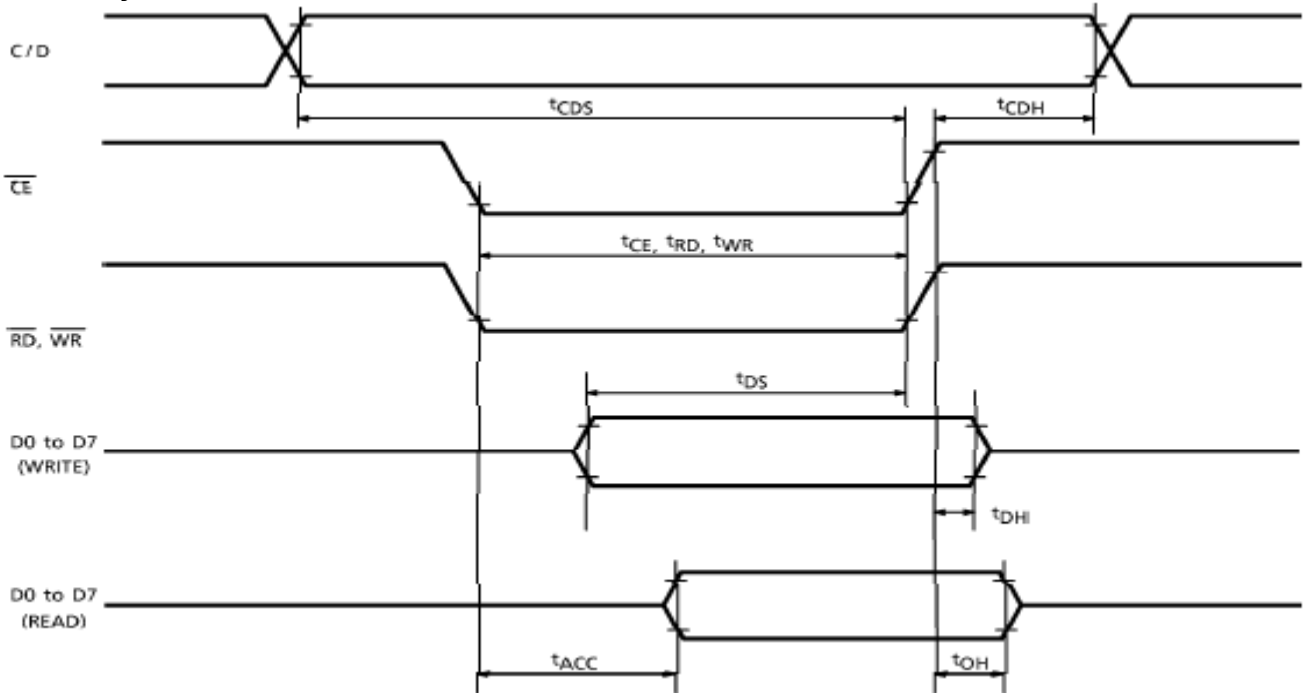 C/D
tCDS
tCDH
CE
tCE, tRD, tWR
RD, WR
tDS
D0 to D7
(WRITE)
tDHI
D0 to D7
(READ)
tACC
tOH